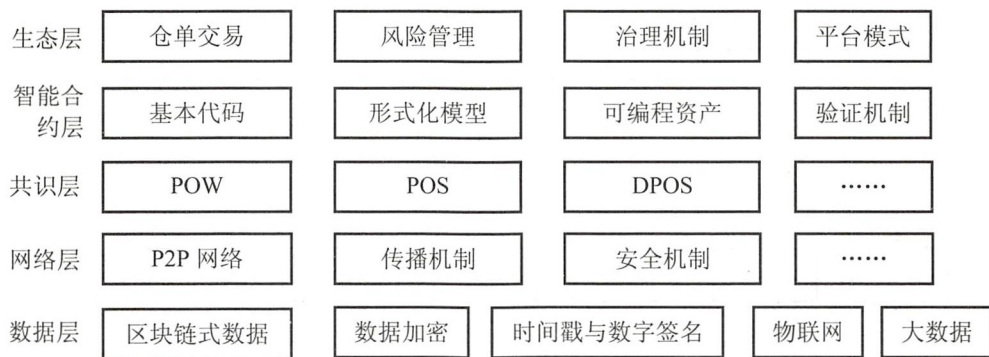 生态层 仓单交易 风险管理 治理机制 平台模式
智能合
约层 基本代码 形式化模型 可编程资产 验证机制
共识层 POW POS DPOS ……
网络层 P2P 网络 传播机制 安全机制 ……
数据层 区块链式数据 数据加密 时间戳与数字签名 物联网 大数据